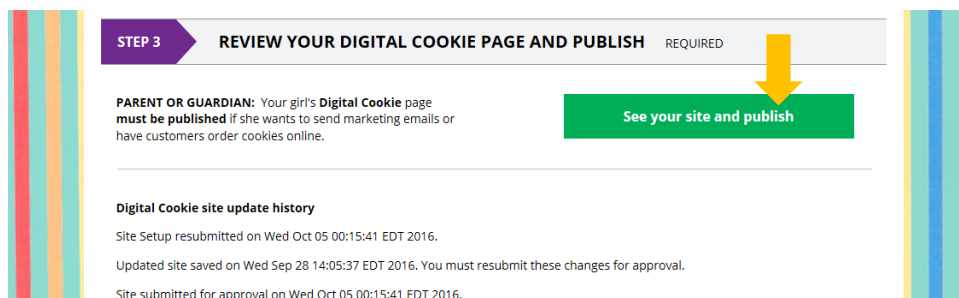 STEP 3 REVIEW YOUR DIGITAL COOKIE PAGE AND PUBLISH REQUIRED
PARENT OR GUARDIAN: Your girl's Digital Cookie page
must be published if she wants to send marketing emails or
have customers order cookies online.
See your site and publish
Digital Cookie site update history
Site Setup resubmitted on Wed Oct 05 00:15:41 EDT 2016.
Updated site saved on Wed Sep 28 14:05:37 EDT 2016. You must resubmit these changes for approval.
Site submitted for approval on Wed Oct 05 00:15:41 EDT 2016.